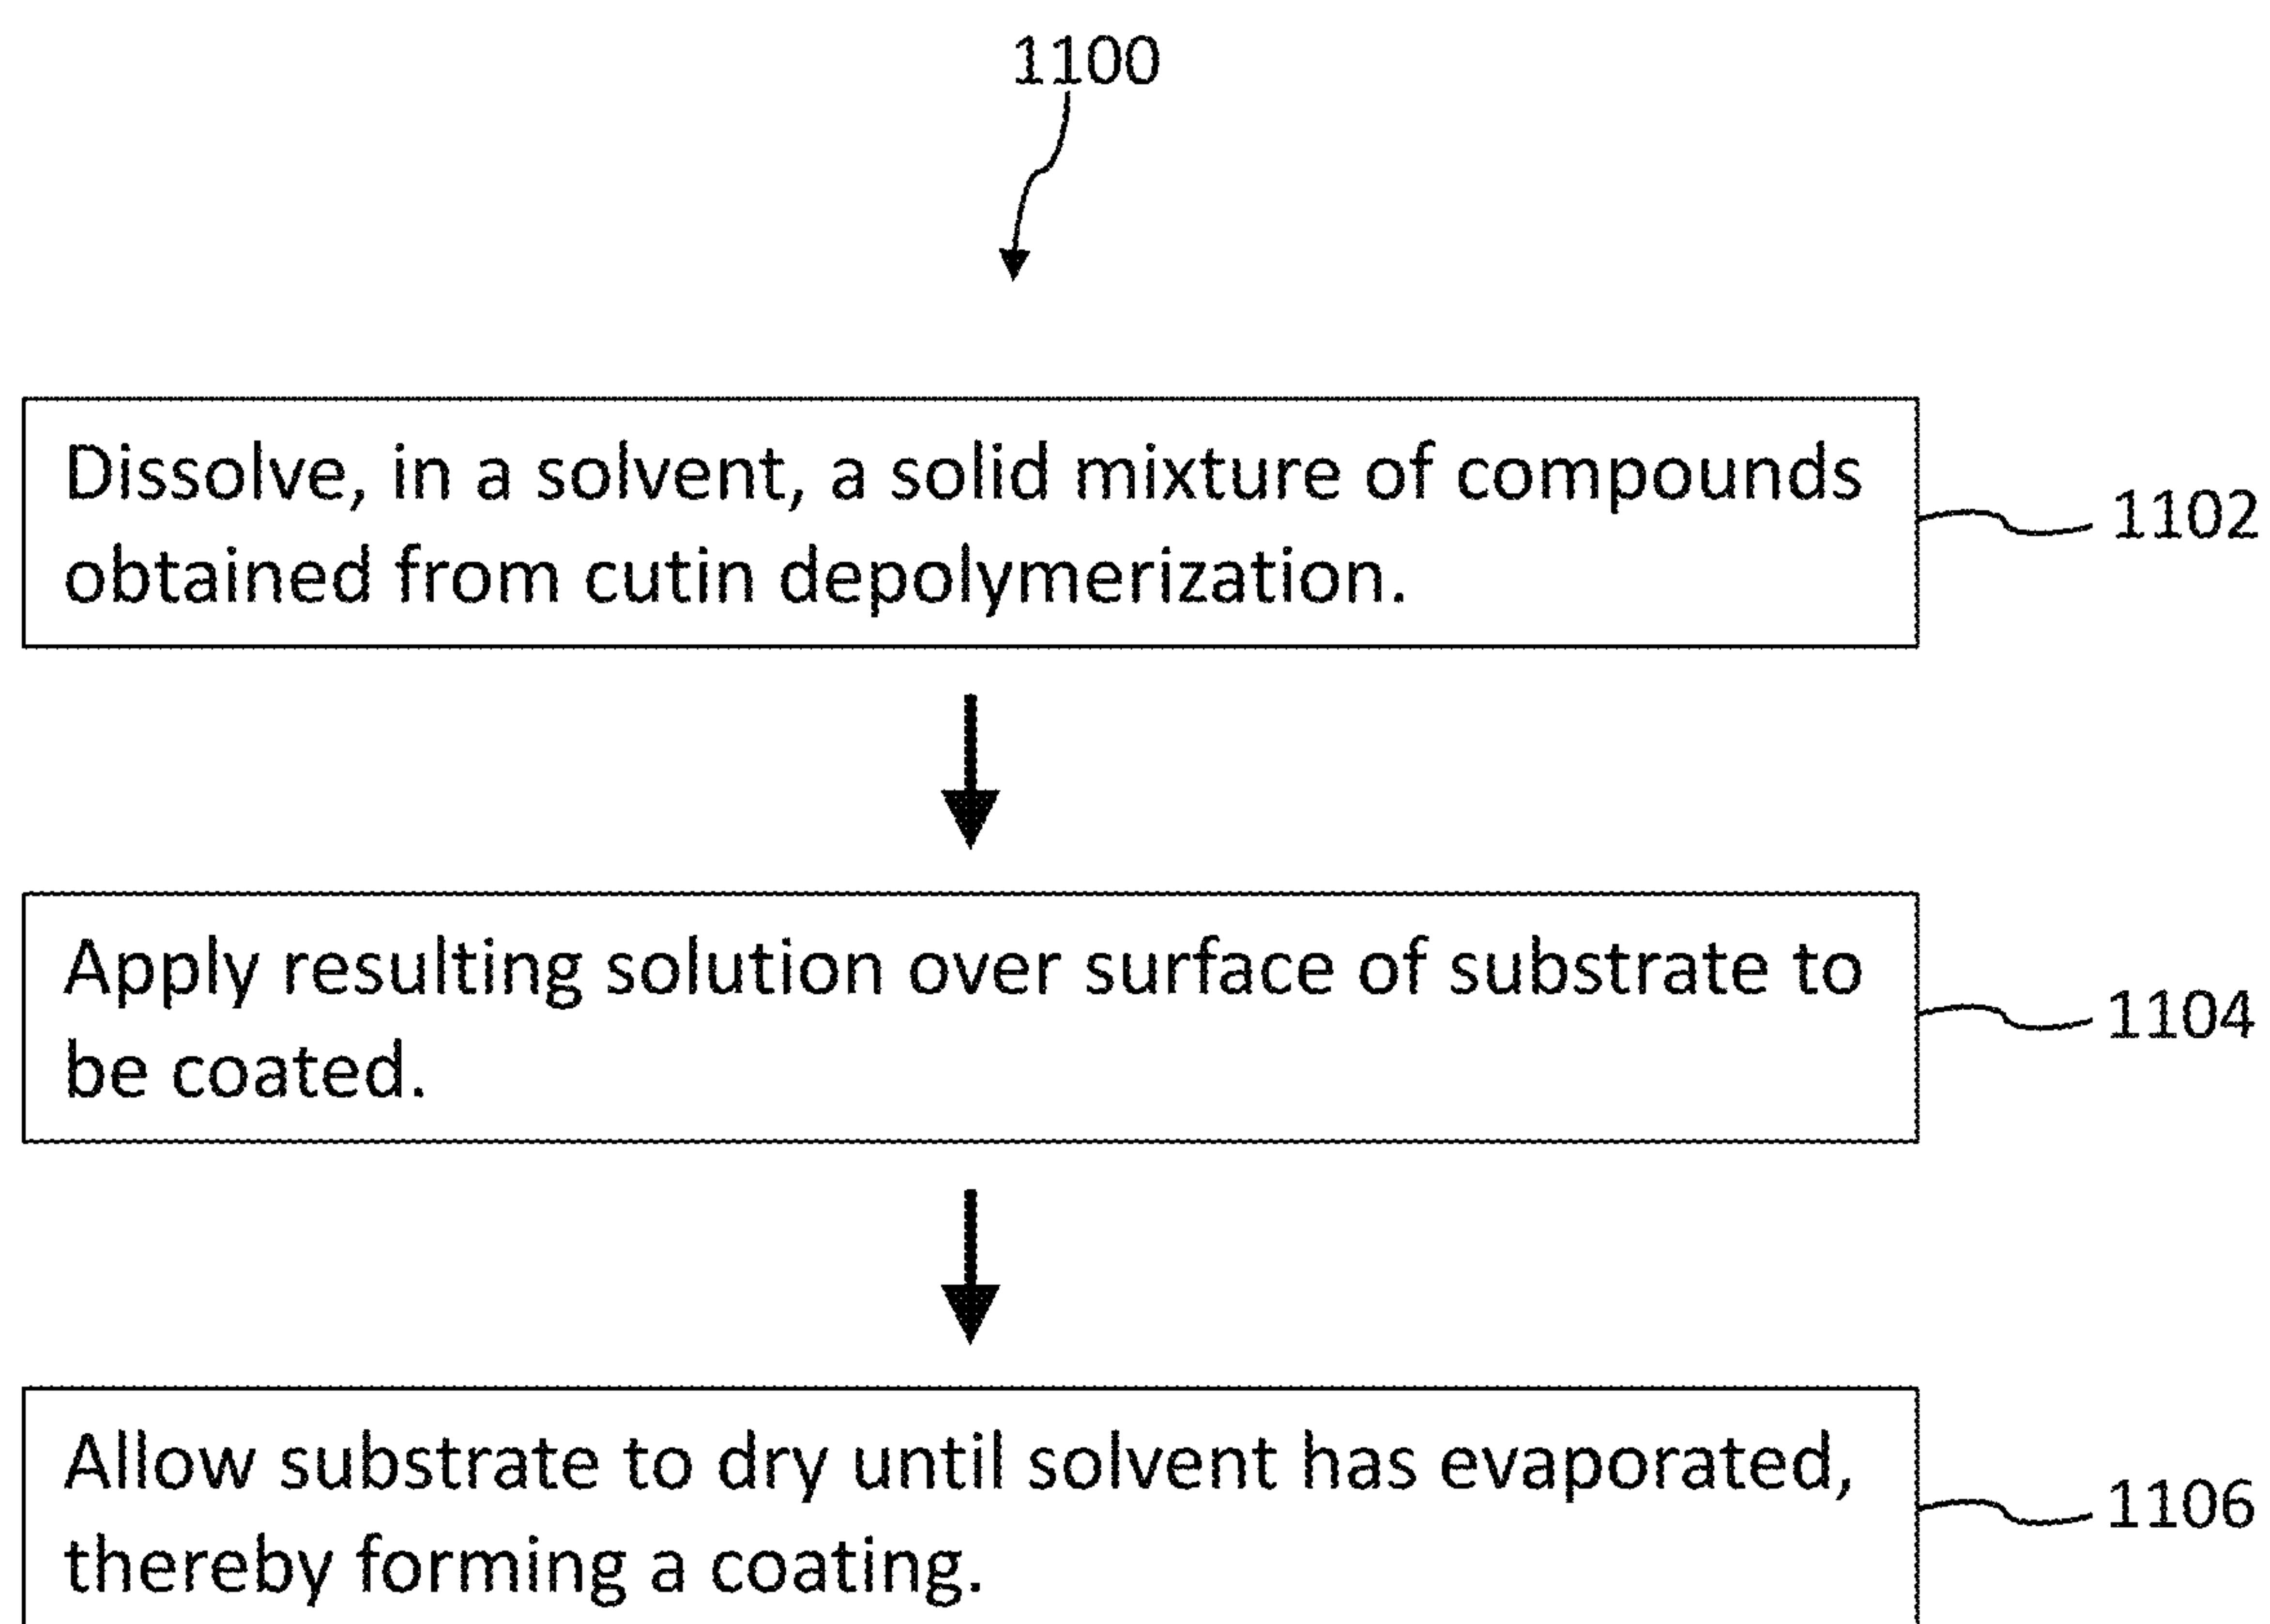 1100
Dissolve, in a solvent, a solid mixture of compounds
obtained from cutin depolymerization.
1102
Apply resulting solution over surface of substrate to
be coated.
1104
Allow substrate to dry until solvent has evaporated,
thereby forming a coating.
1106